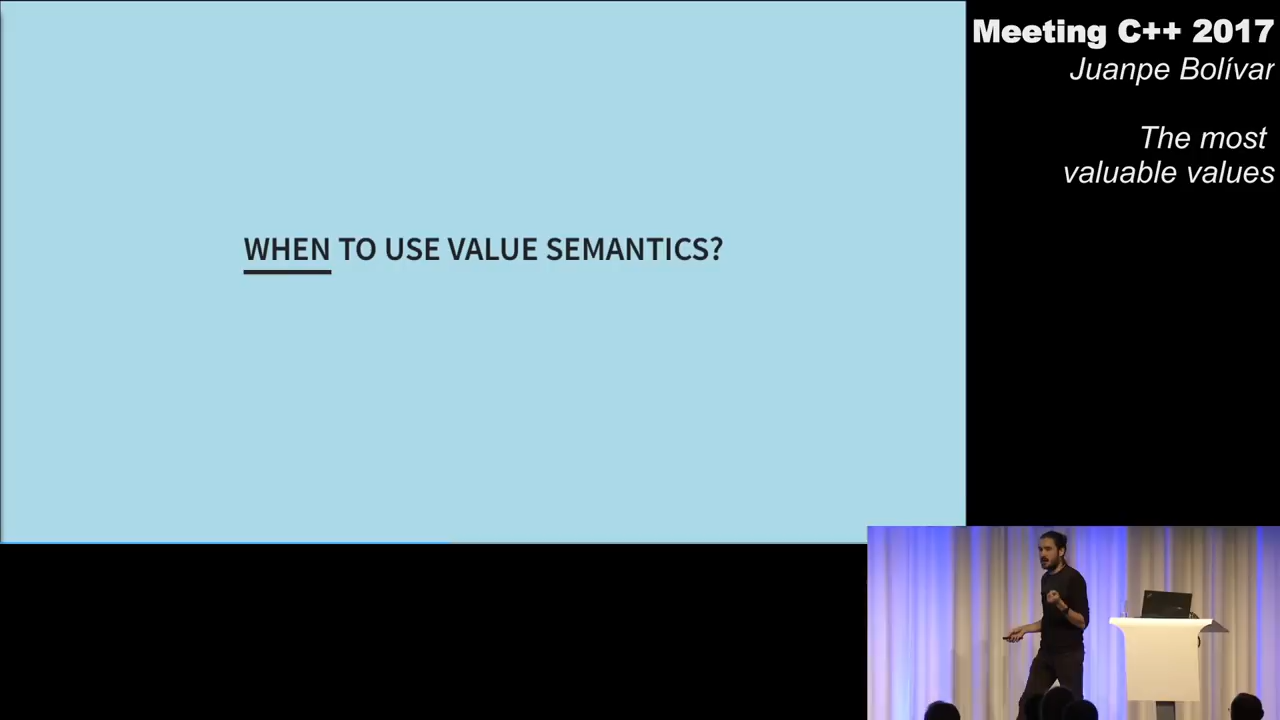 WHEN TO USE VALUE SEMANTICS?
Meeting C++ 2017
Juanpe Bolívar
The most
valuable values